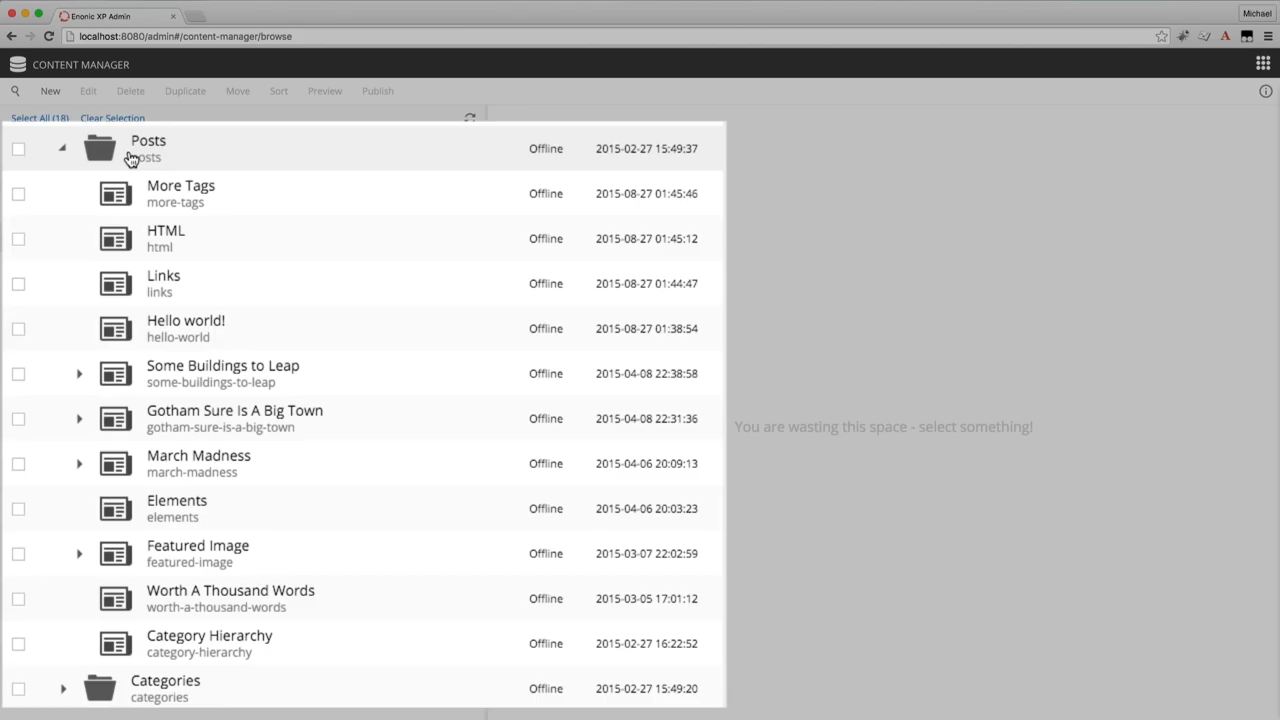 Enonic XP Admin
Michael
localhost:8080/admin#/content-manager/browse
CONTENT MANAGER
New Edit Delete Duplicate Move Sort Preview Publish
Select All (18) Clear Selection
Posts
posts
Offline 2015-02-27 15:49:37
More Tags
more-tags
Offline 2015-08-27 01:45:46
HTML
html
Offline 2015-08-27 01:45:12
Links
links
Offline 2015-08-27 01:44:47
Hello world!
hello-world
Offline 2015-08-27 01:38:54
Some Buildings to Leap
some-buildings-to-leap
Offline 2015-04-08 22:38:58
Gotham Sure Is A Big Town
gotham-sure-is-a-big-town
Offline 2015-04-08 22:31:36
March Madness
march-madness
Offline 2015-04-06 20:09:13
Elements
elements
Offline 2015-04-06 20:03:23
Featured Image
featured-image
Offline 2015-03-07 22:02:59
Worth A Thousand Words
worth-a-thousand-words
Offline 2015-03-05 17:01:12
Category Hierarchy
category-hierarchy
Offline 2015-02-27 16:22:52
Categories
categories
Offline 2015-02-27 15:49:20
You are wasting this space - select something!